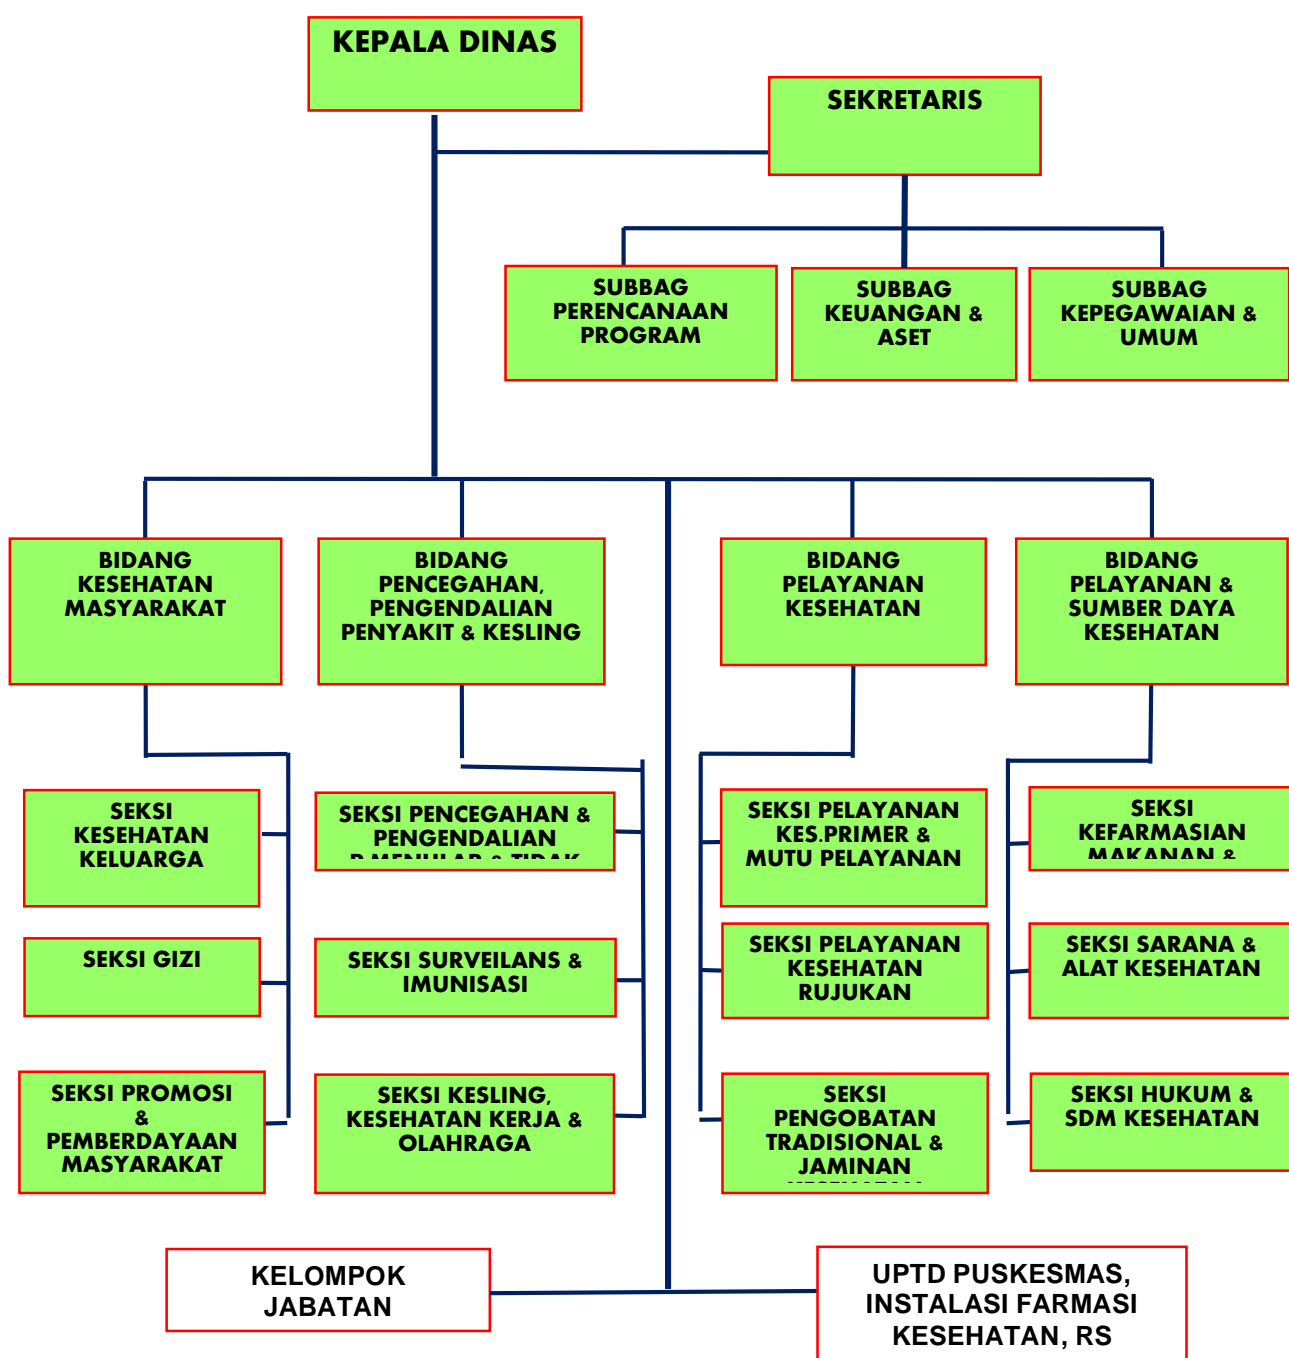 KEPALA DINAS
SEKRETARIS
SUBBAG
PERENCANAAN
PROGRAM
SUBBAG
KEUANGAN &
ASET
SUBBAG
KEPEGAWAIAN &
UMUM
BIDANG
KESEHATAN
MASYARAKAT
BIDANG
PENCEGAHAN,
PENGENDALIAN
PENYAKIT & KESLING
BIDANG
PELAYANAN
KESEHATAN
BIDANG
PELAYANAN &
SUMBER DAYA
KESEHATAN
SEKSI
KESEHATAN
KELUARGA
SEKSI PENCEGAHAN &
PENGENDALIAN
P.MENULAR & TIDAK
SEKSI PELAYANAN
KES.PRIMER &
MUTU PELAYANAN
SEKSI
KEFARMASIAN
MAKANAN &
SEKSI GIZI
SEKSI SURVEILANS &
IMUNISASI
SEKSI PELAYANAN
KESEHATAN
RUJUKAN
SEKSI SARANA &
ALAT KESEHATAN
SEKSI PROMOSI
&
PEMBERDAYAAN
MASYARAKAT
SEKSI KESLING,
KESEHATAN KERJA &
OLAHRAGA
SEKSI
PENGOBATAN
TRADISIONAL &
JAMINAN
SEKSI HUKUM &
SDM KESEHATAN
KELOMPOK
JABATAN
UPTD PUSKESMAS,
INSTALASI FARMASI
KESEHATAN, RS